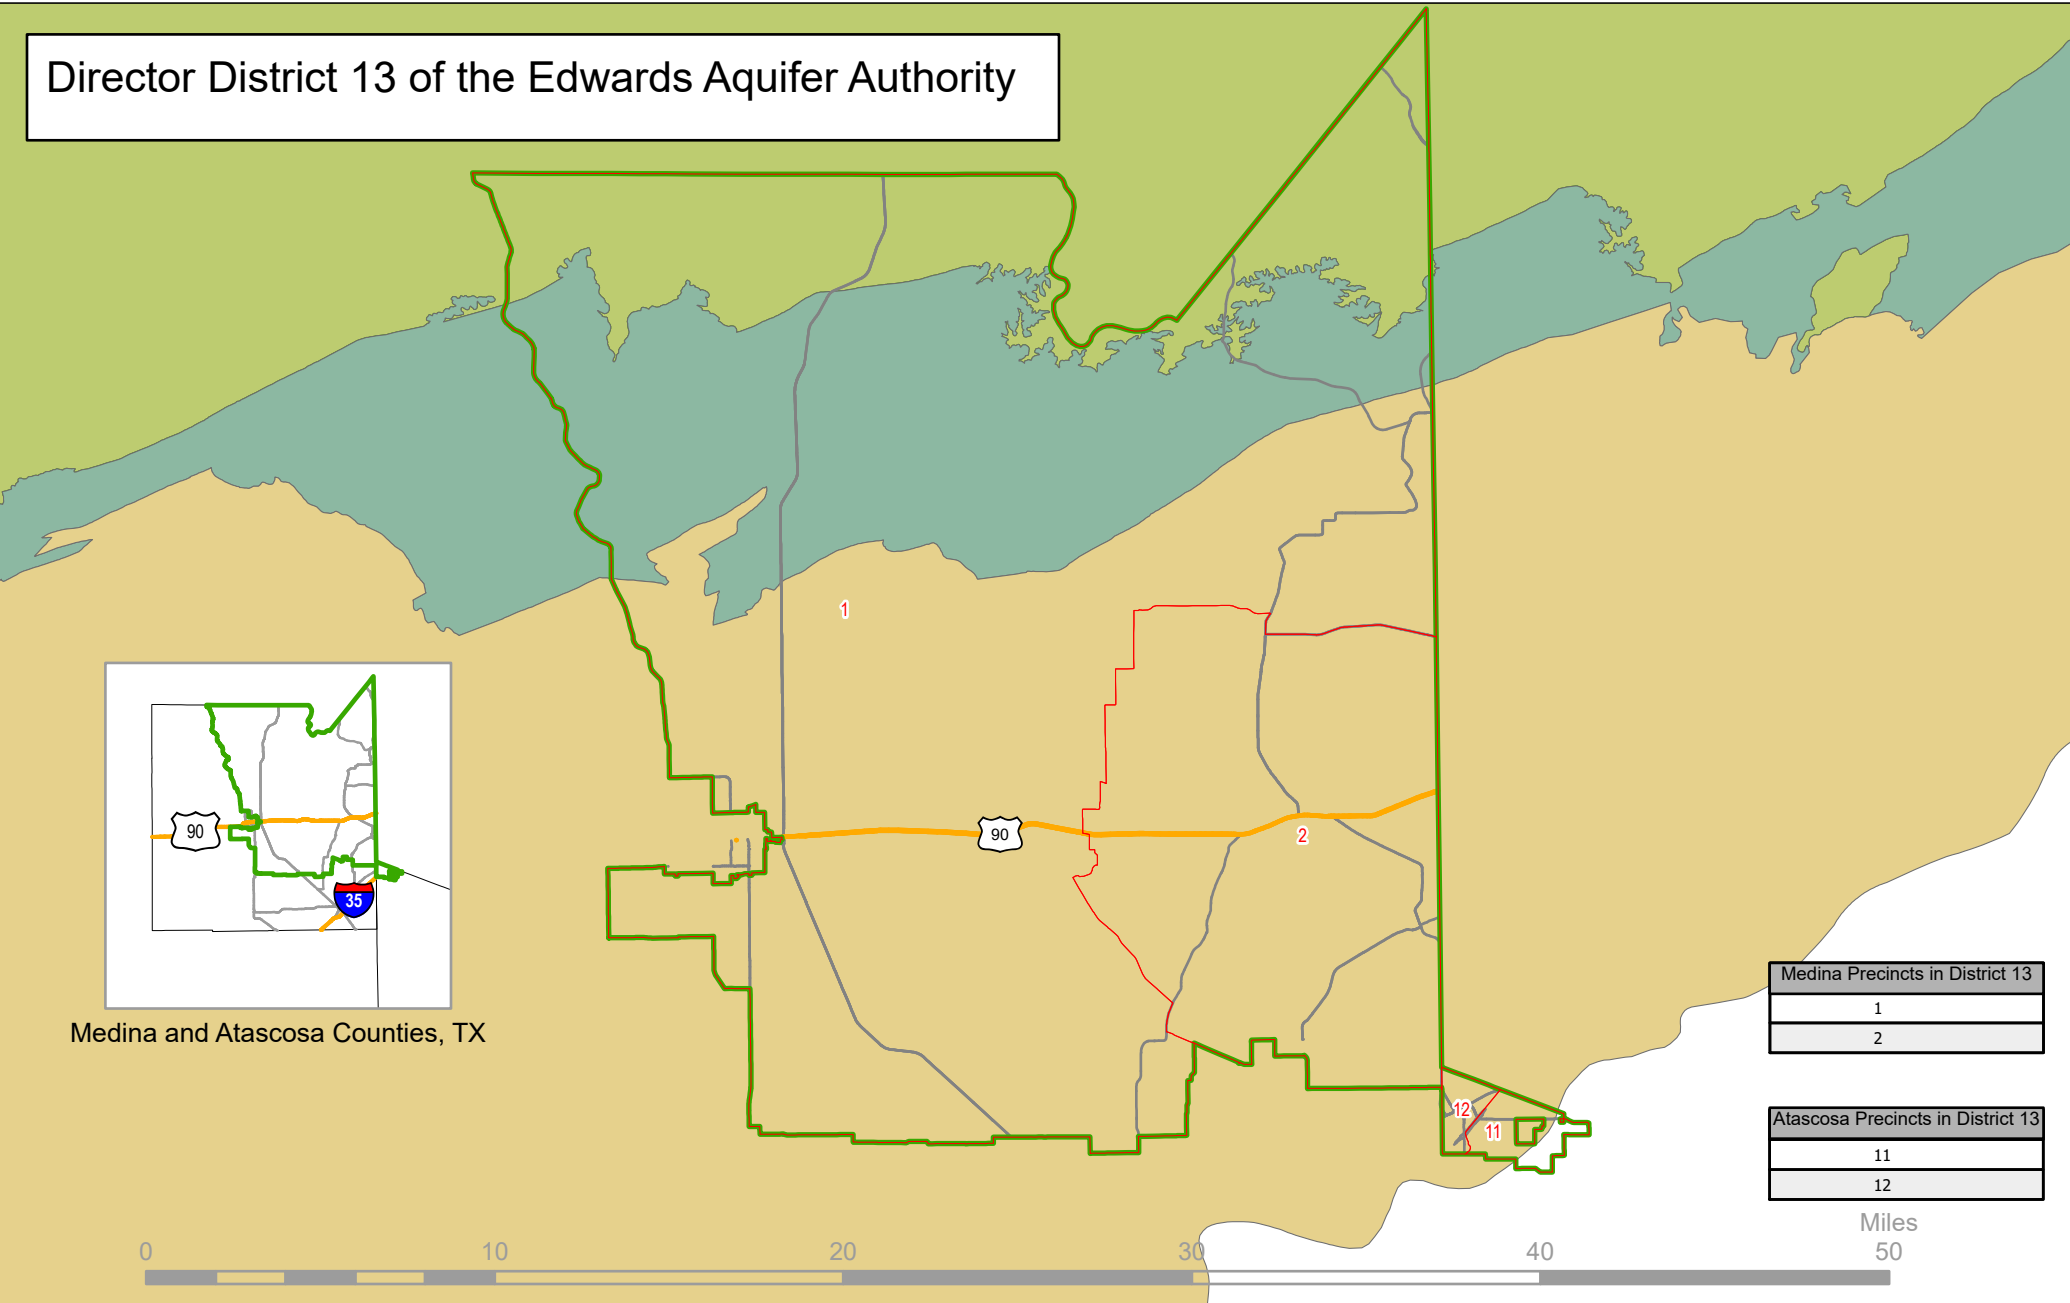 Director District 13 of the Edwards Aquifer Authority
1
90
2
90
35
Medina and Atascosa Counties, TX
Medina Precincts in District 13
1
2
12
11
Atascosa Precincts in District 13
11
12
Miles
0 10 20 30 40 50